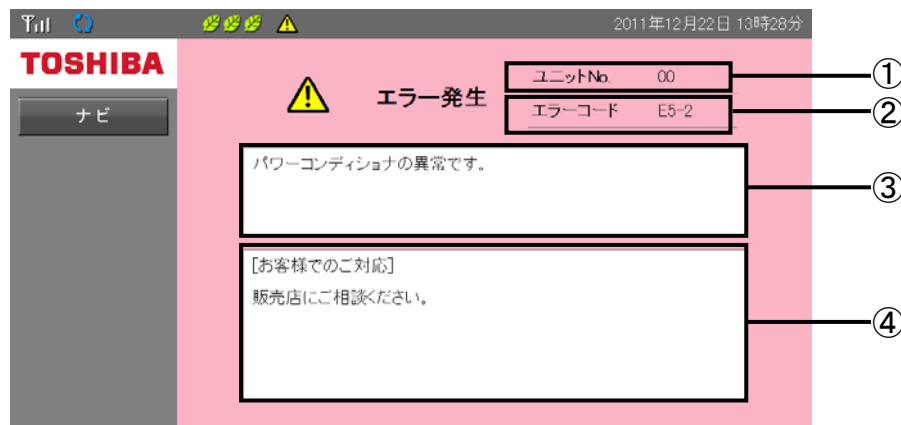 2011年12月22日 13時28分
TOSHIBA
ナビ
エラー発生
ユニットNo. 00
①
エラーコード E5-2
②
パワーコンディショナの異常です。
③
[お客様でのご対応]
販売店にご相談ください。
④